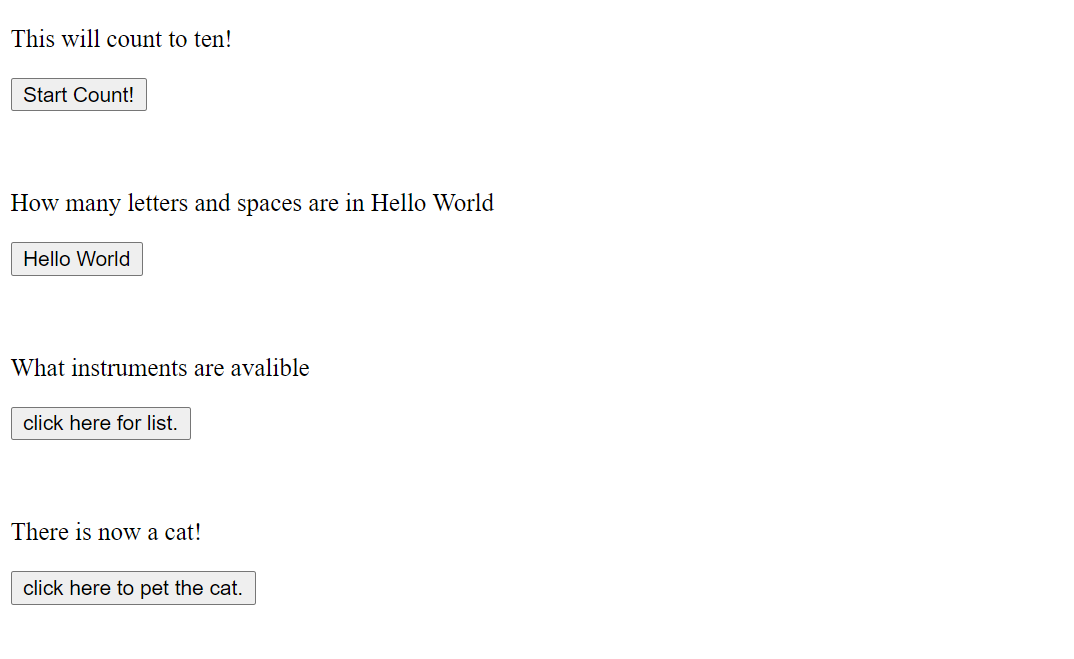 This will count to ten!
Start Count!
How many letters and spaces are in Hello World
Hello World
What instruments are avalible
click here for list.
There is now a cat!
click here to pet the cat.